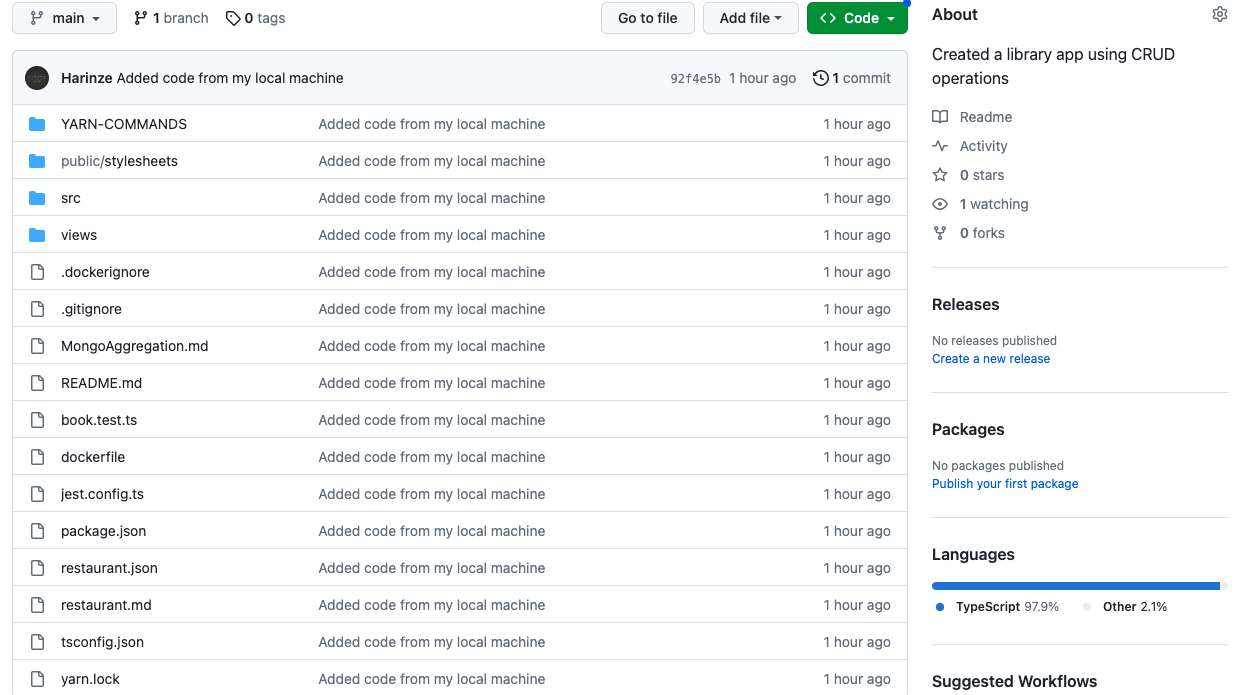 main 1 branch 0 tags Go to file Add file Code
Harinze Added code from my local machine 92f4e5b 1 hour ago 1 commit
YARN-COMMANDS Added code from my local machine 1 hour ago
public/stylesheets Added code from my local machine 1 hour ago
src Added code from my local machine 1 hour ago
views Added code from my local machine 1 hour ago
.dockerignore Added code from my local machine 1 hour ago
.gitignore Added code from my local machine 1 hour ago
MongoAggregation.md Added code from my local machine 1 hour ago
README.md Added code from my local machine 1 hour ago
book.test.ts Added code from my local machine 1 hour ago
dockerfile Added code from my local machine 1 hour ago
jest.config.ts Added code from my local machine 1 hour ago
package.json Added code from my local machine 1 hour ago
restaurant.json Added code from my local machine 1 hour ago
restaurant.md Added code from my local machine 1 hour ago
tsconfig.json Added code from my local machine 1 hour ago
yarn.lock Added code from my local machine 1 hour ago
About
Created a library app using CRUD
operations
Readme
Activity
0 stars
1 watching
0 forks
Releases
No releases published
Create a new release
Packages
No packages published
Publish your first package
Languages
TypeScript 97.9% Other 2.1%
Suggested Workflows